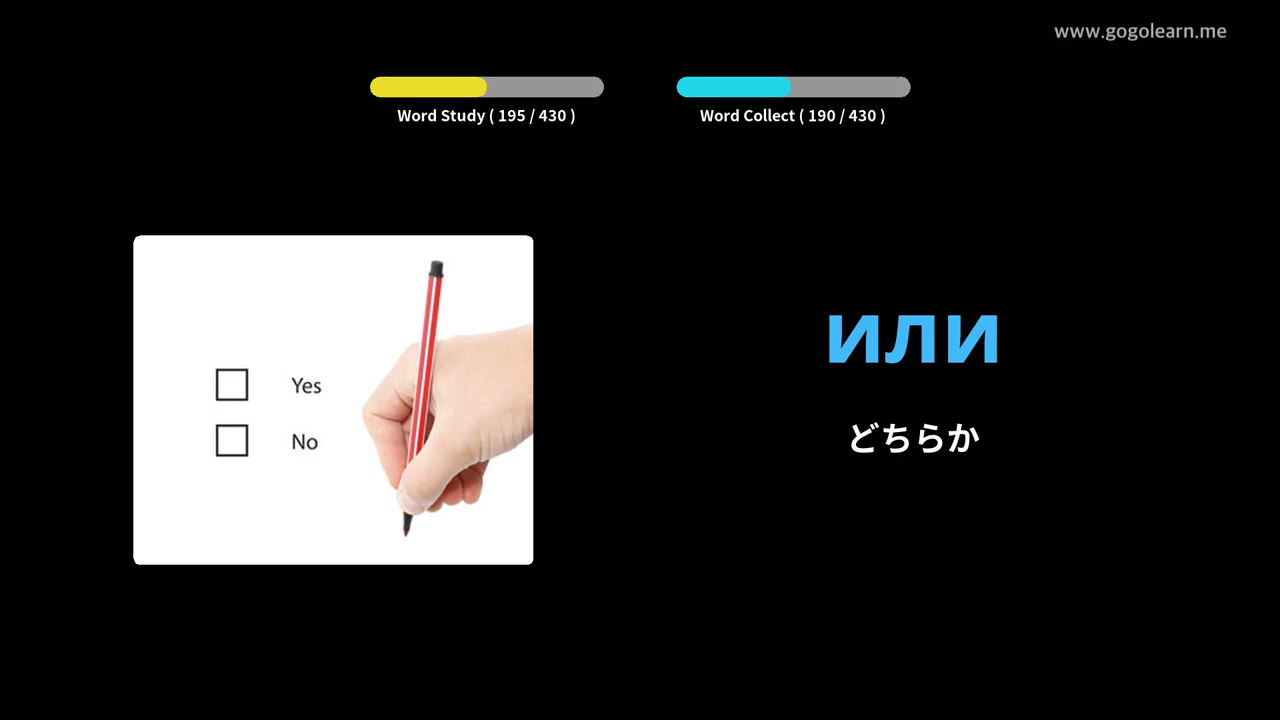 www.gogolearn.me
Word Study ( 195 / 430 )
Word Collect ( 190 / 430 )
Yes
No
или
どちらか